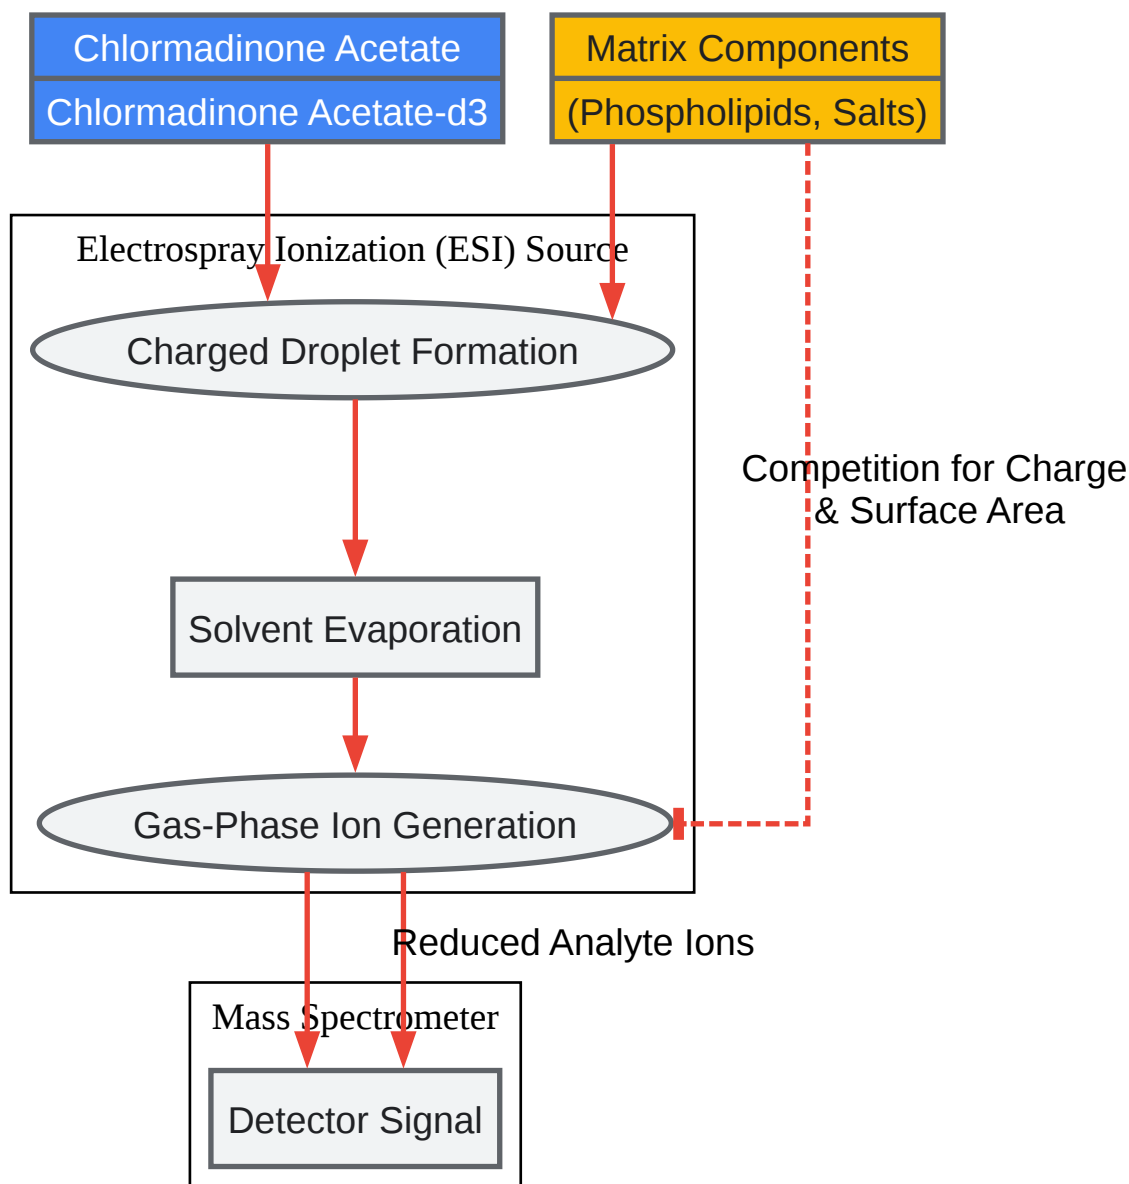 Chlormadinone Acetate
Chlormadinone Acetate-d3
Matrix Components
(Phospholipids, Salts)
Electrospray Ionization (ESI) Source
Charged Droplet Formation
Competition for Charge
& Surface Area
Solvent Evaporation
Gas-Phase Ion Generation
Reduced Analyte Ions
Mass Spectrometer
Detector Signal